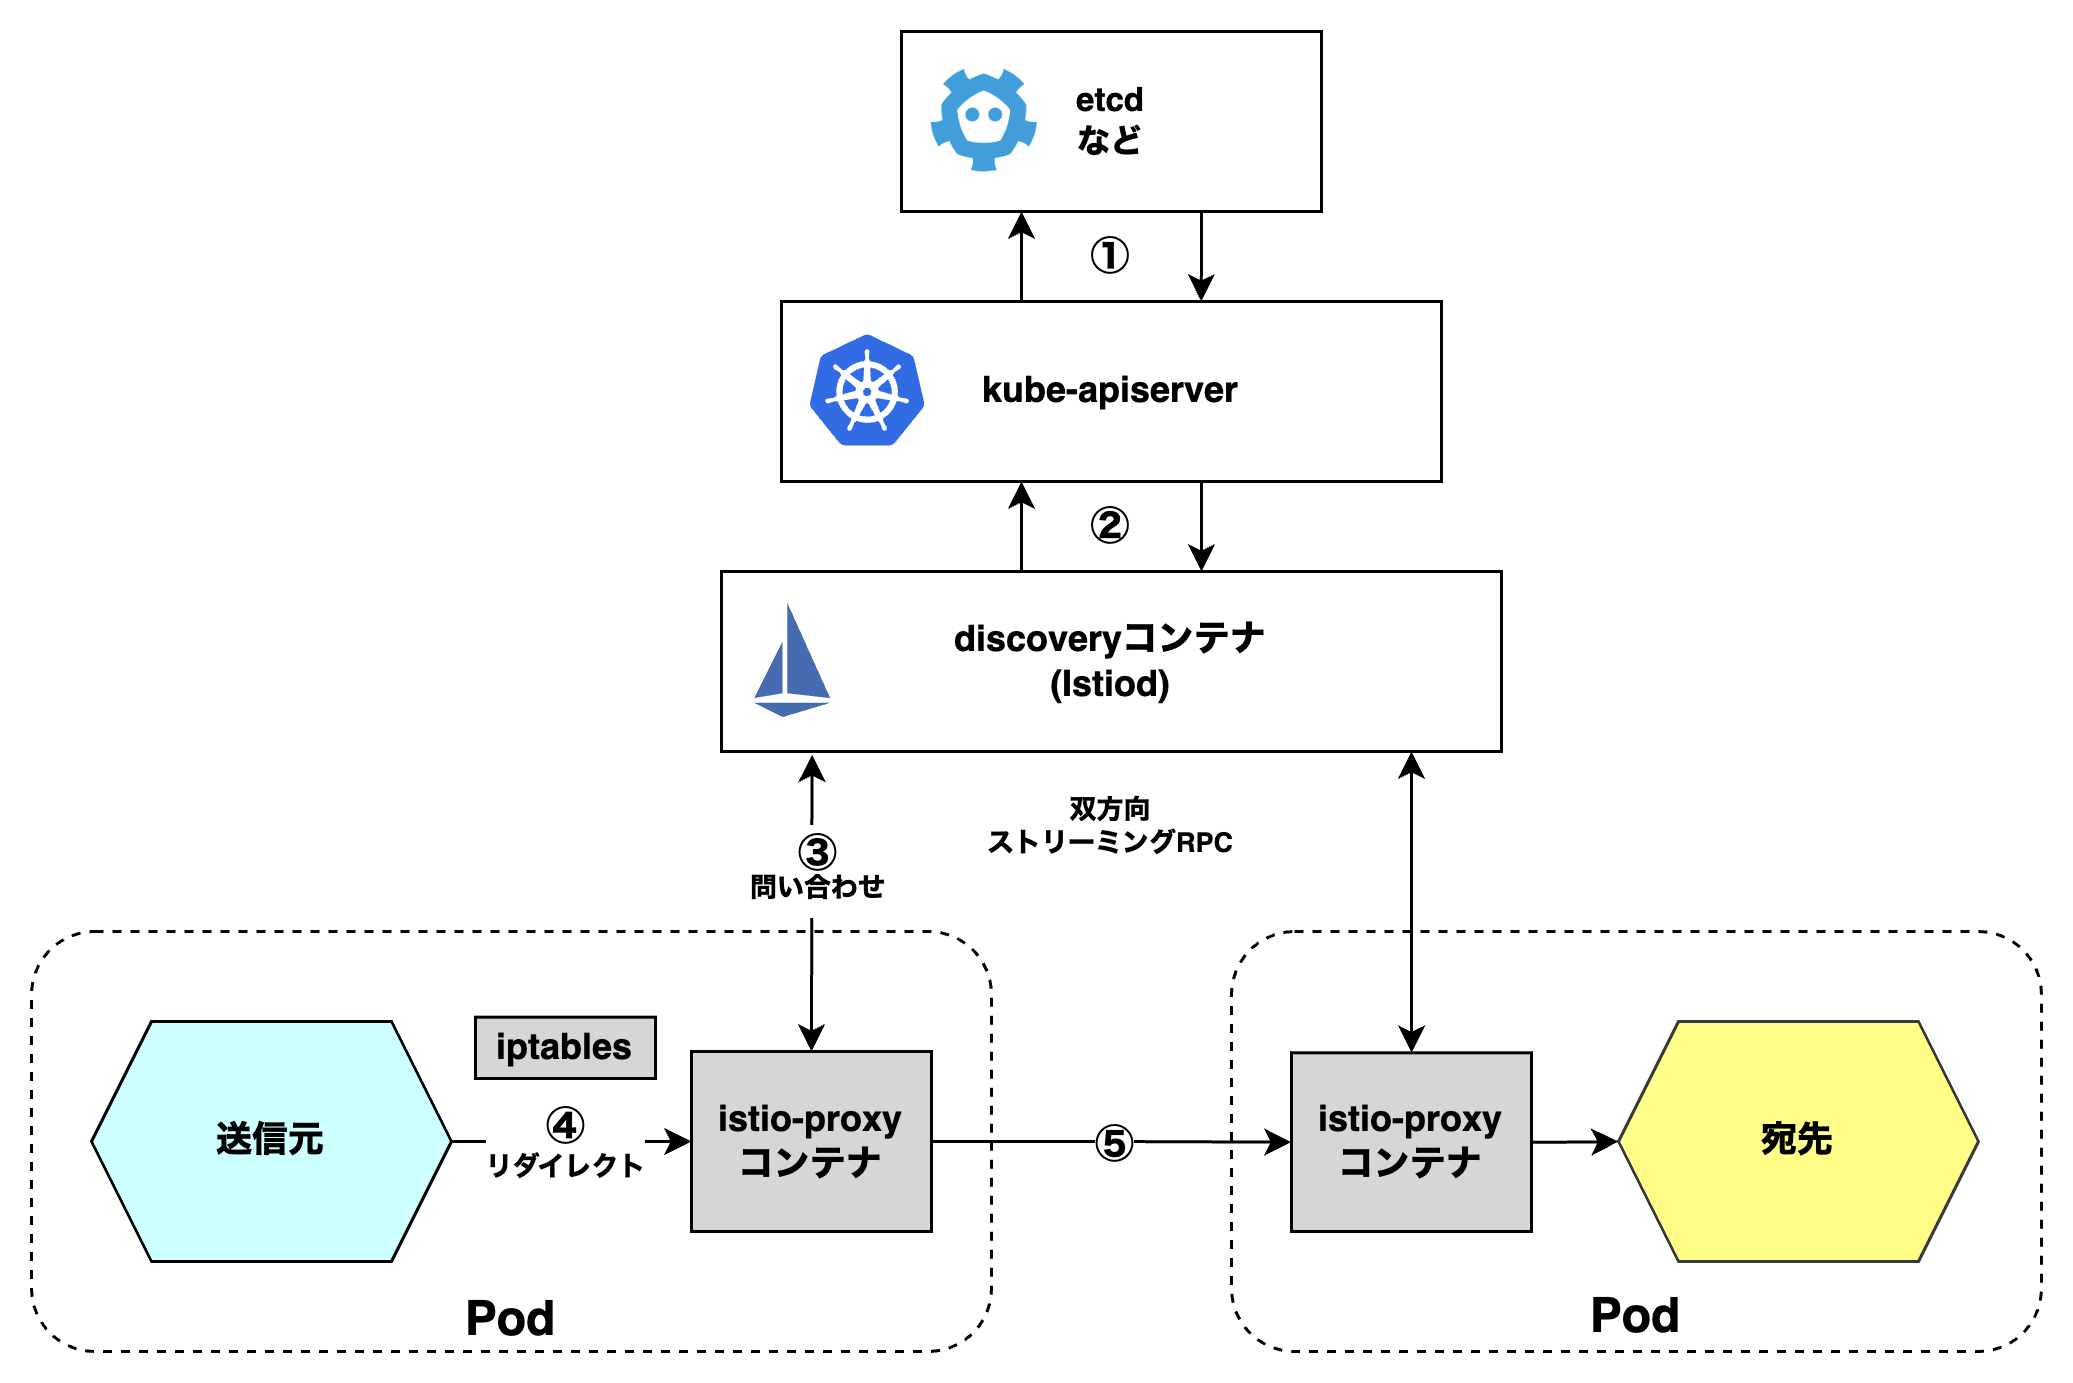 etcd
など
①
kube-apiserver
②
discoveryコンテナ
(Istiod)
双方向
ストリーミングRPC
③
問い合わせ
iptables
④
リダイレクト
送信元
istio-proxy
コンテナ
⑤
istio-proxy
コンテナ
宛先
Pod
Pod